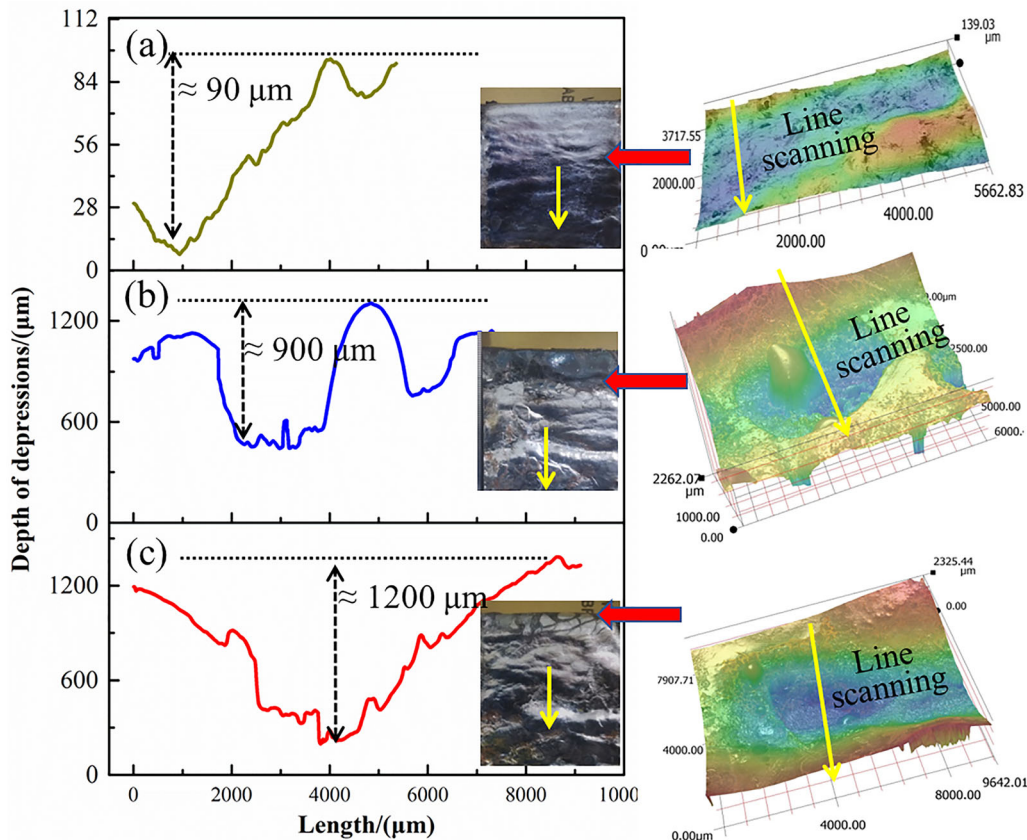 Depth of depressions/(μm)
112
84
56
28
0
(a)
≈ 90 μm
AB
Line
scanning
139.03
μm
3717.55
2000.00
5662.83
4000.00
2000.00
1200
600
0
(b)
≈ 900 μm
Line
scanning
2500.00
5000.00
6000.
2262.07
μm
1000.00
0.00
1200
600
0
(c)
≈ 1200 μm
Line
scanning
2325.44
μm
0.00
7907.71
4000.00
9642.01
8000.00
4000.00
0.00μm
0
2000
4000
6000
8000
1000
Length/(μm)